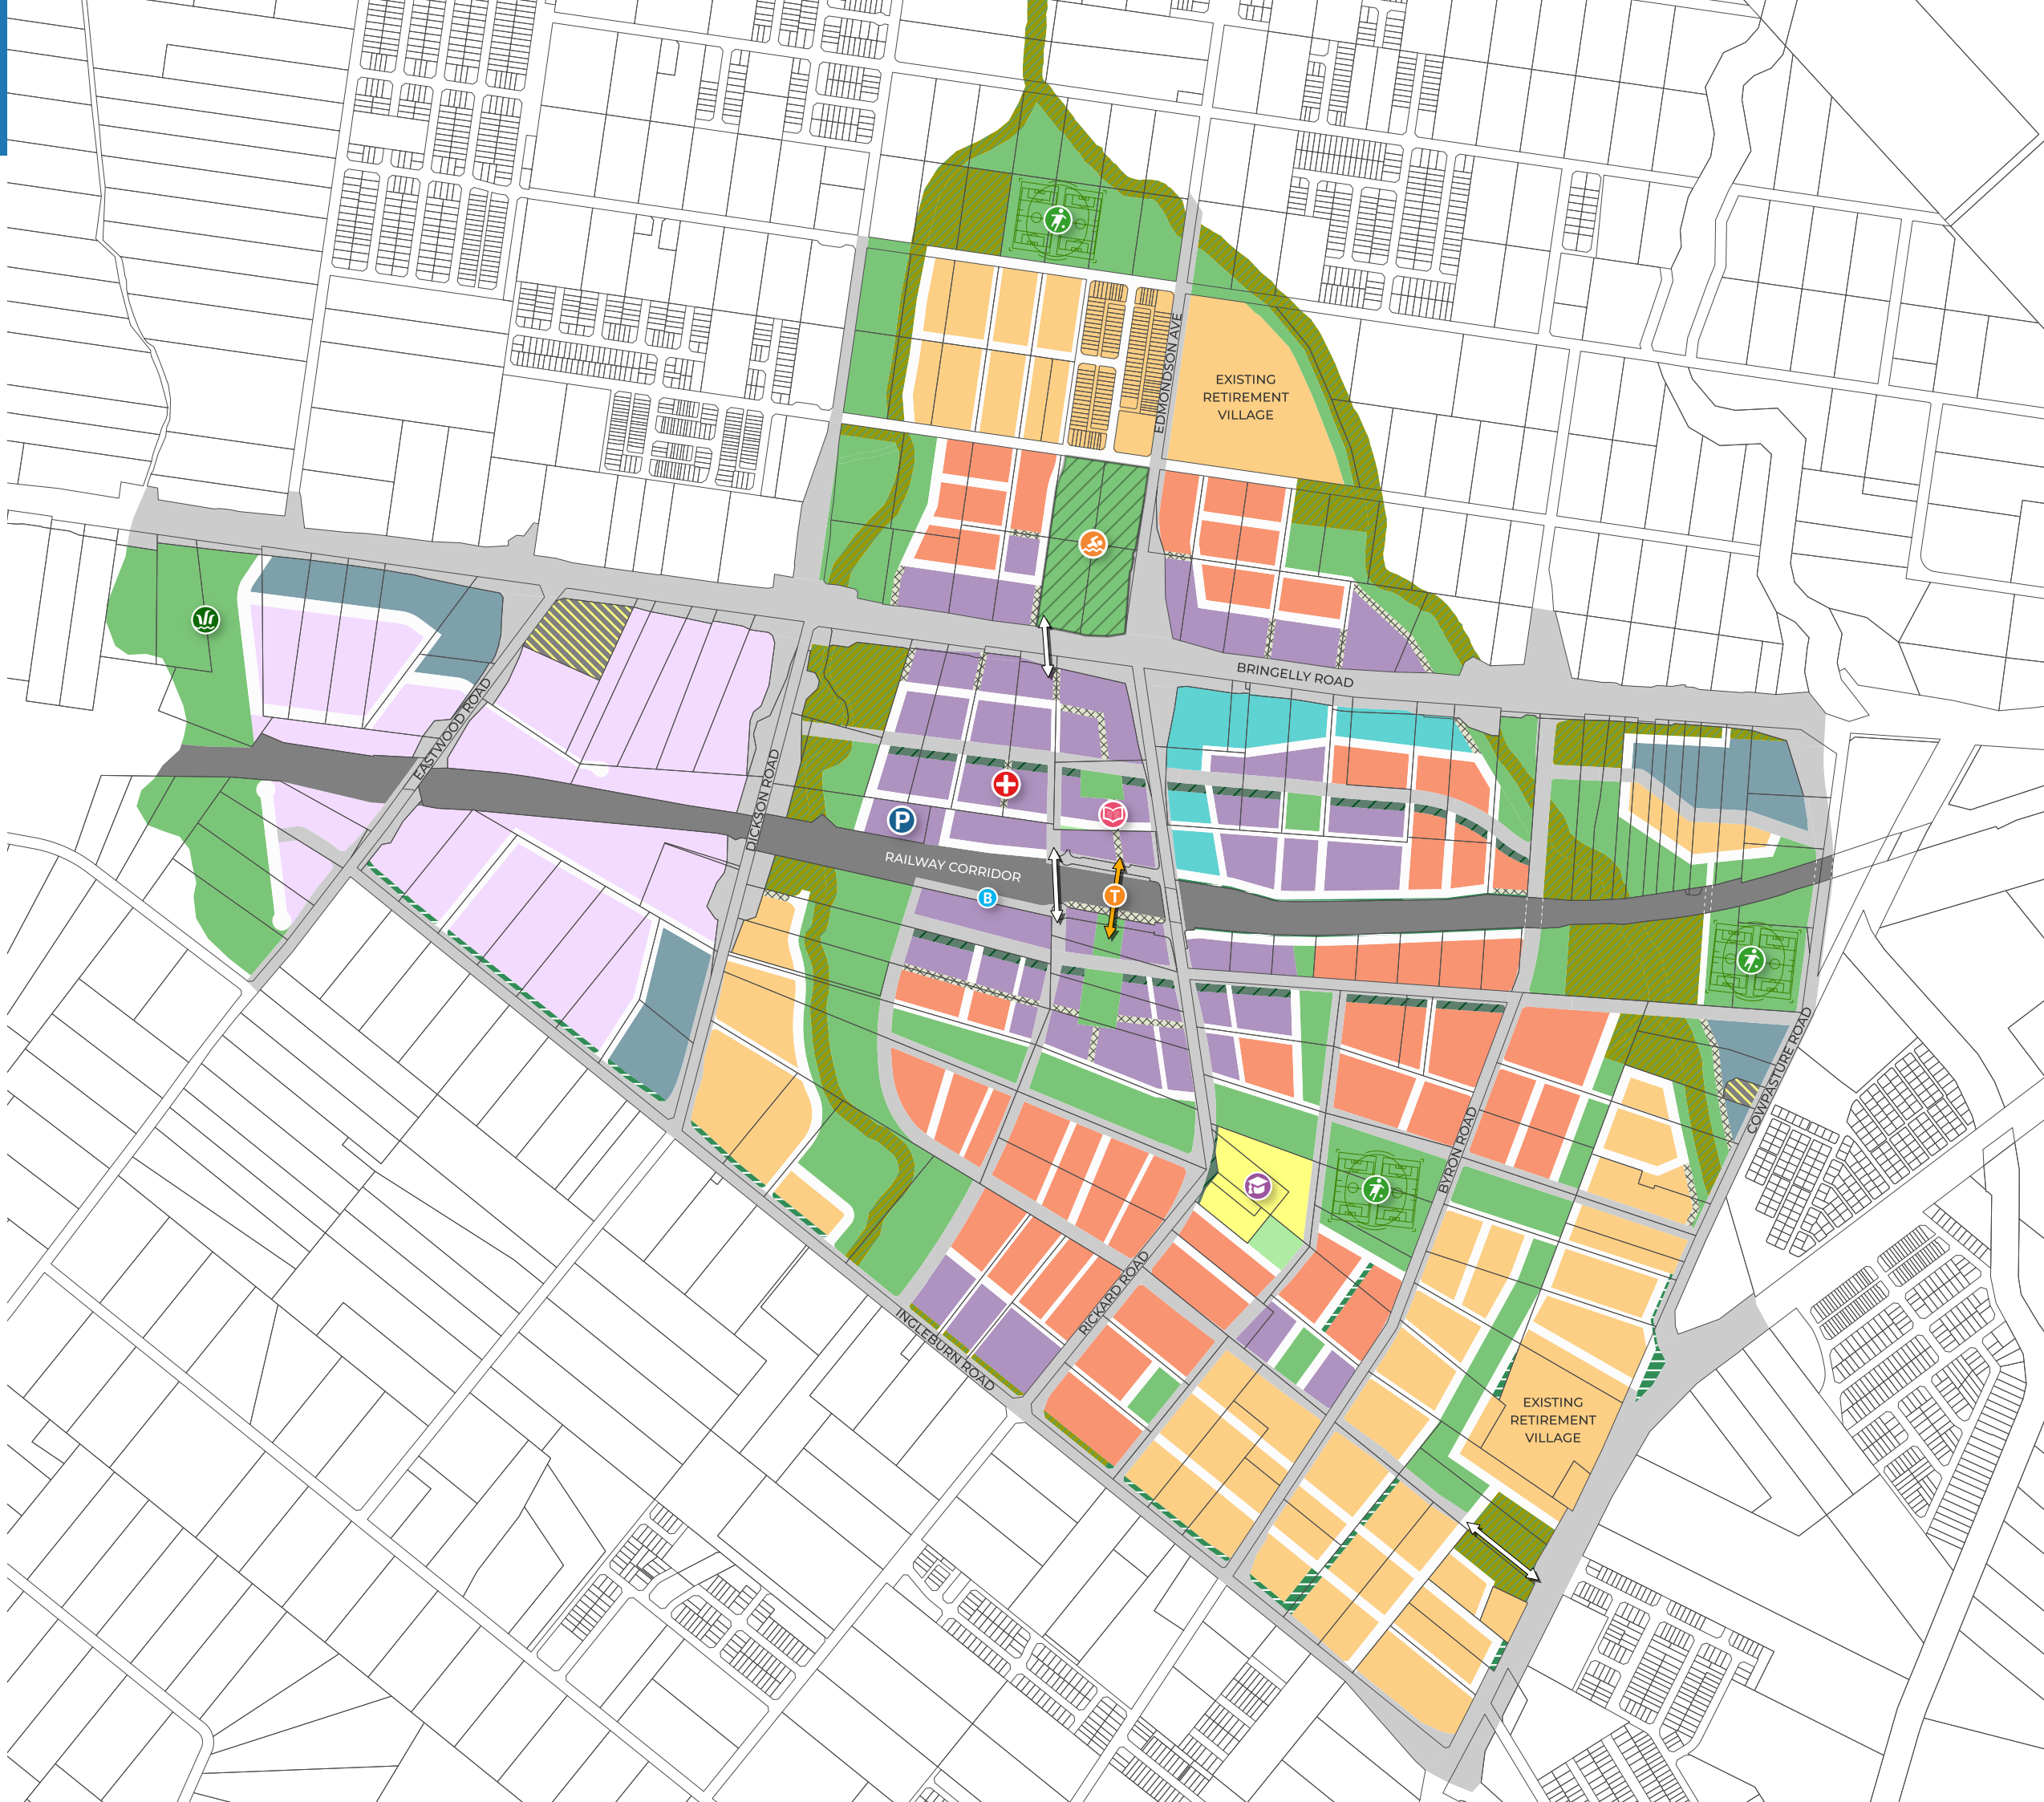 EDMONDSON AVE
EXISTING
RETIREMENT
VILLAGE
BRINGELLY ROAD
EASTWOOD ROAD
DICKSON ROAD
P
RAILWAY CORRIDOR
B
T
COWPASTURE ROAD
BYRON ROAD
RICKARD ROAD
INGLEBURN ROAD
EXISTING
RETIREMENT
VILLAGE